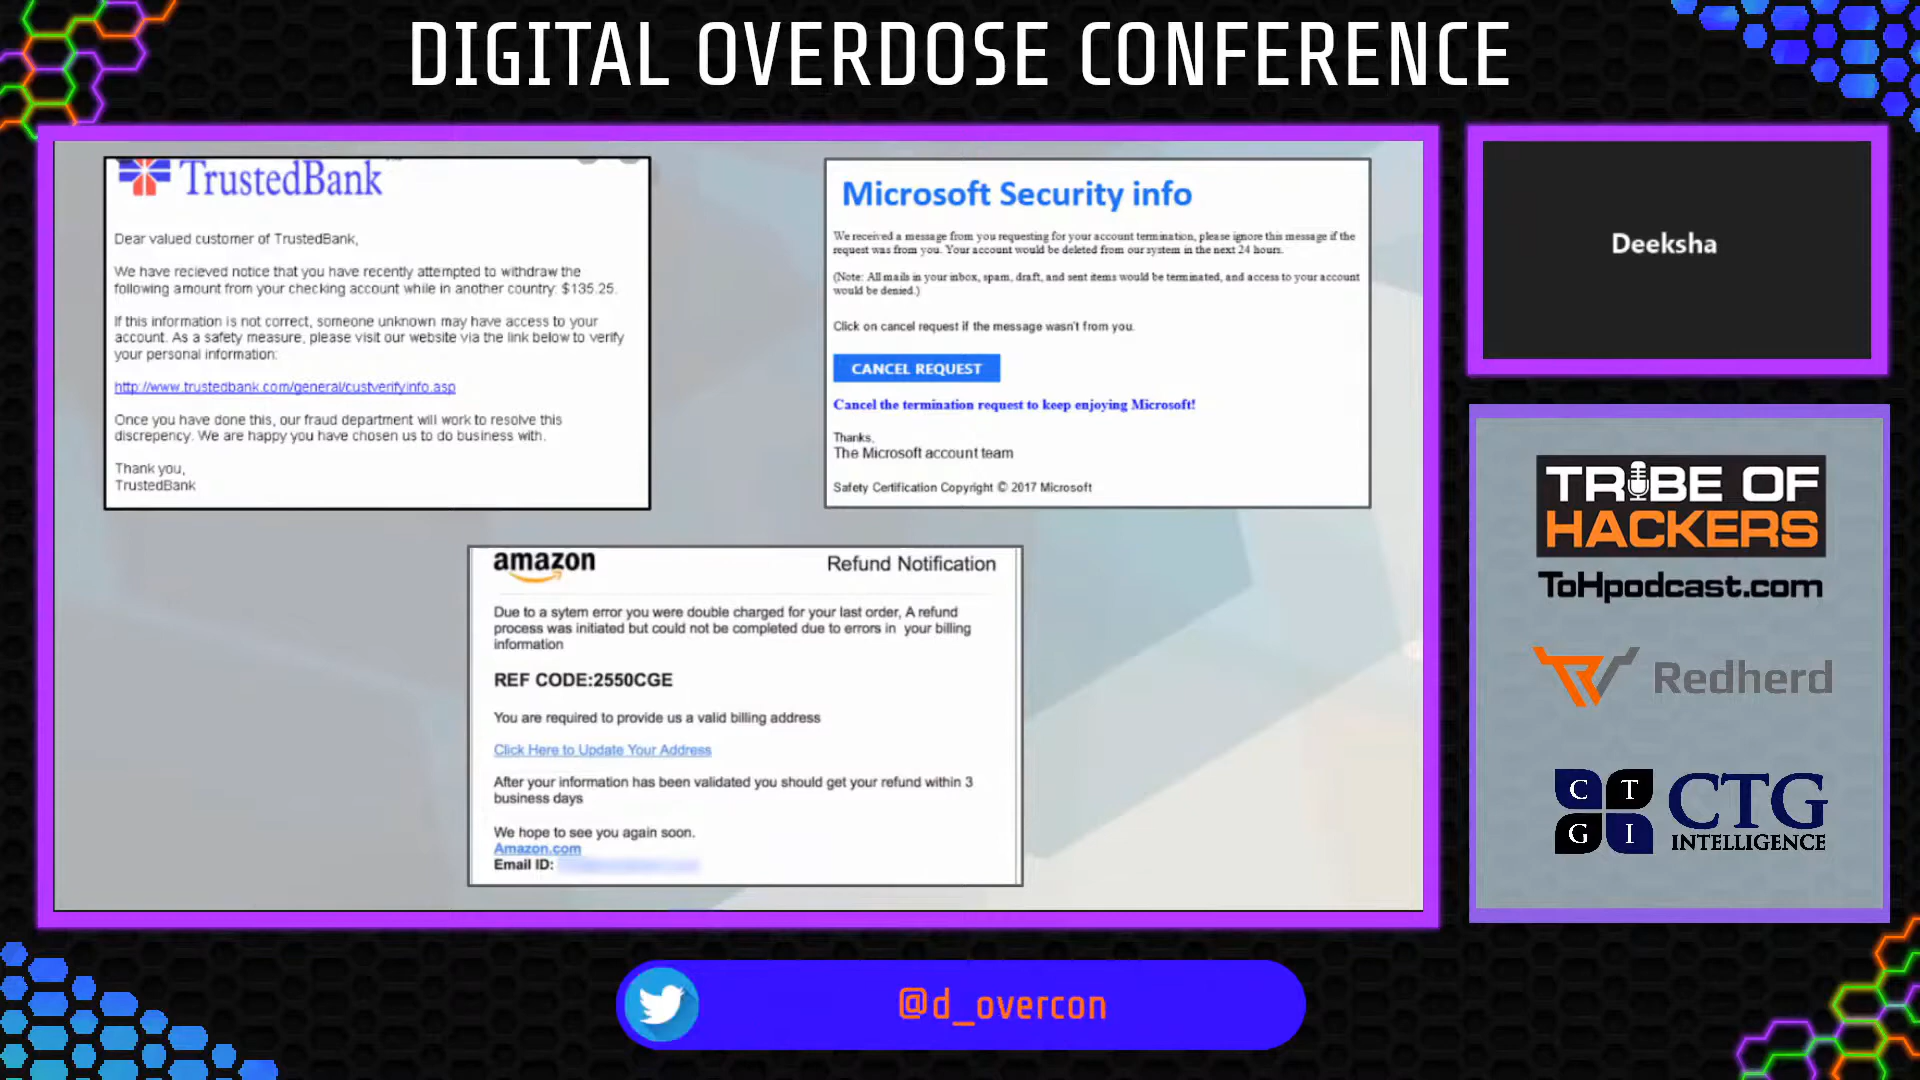 DIGITAL OVERDOSE CONFERENCE
TrustedBank
Dear valued customer of TrustedBank,
We have recieved notice that you have recently attempted to withdraw the
following amount from your checking account while in another country: $135.25.
If this information is not correct, someone unknown may have access to your
account. As a safety measure, please visit our website via the link below to verify
your personal information:
http://www.trustedbank.com/general/custverifyinfo.asp
Once you have done this, our fraud department will work to resolve this
discrepency. We are happy you have chosen us to do business with.
Thank you,
TrustedBank
Microsoft Security info
We received a message from you requesting for your account termination, please ignore this message if the
request was from you. Your account would be deleted from our system in the next 24 hours.
(Note: All mails in your inbox, spam, draft, and sent items would be terminated, and access to your account
would be denied.)
Click on cancel request if the message wasn't from you.
CANCEL REQUEST
Cancel the termination request to keep enjoying Microsoft!
Thanks,
The Microsoft account team
Safety Certification Copyright © 2017 Microsoft
amazon
Refund Notification
Due to a sytem error you were double charged for your last order, A refund
process was initiated but could not be completed due to errors in your billing
information
REF CODE:2550CGE
You are required to provide us a valid billing address
Click Here to Update Your Address
After your information has been validated you should get your refund within 3
business days
We hope to see you again soon.
Amazon.com
Email ID:
Deeksha
TRIBE OF
HACKERS
ToHpodcast.com
Redherd
C T
G I
CTG
INTELLIGENCE
@d_overcon